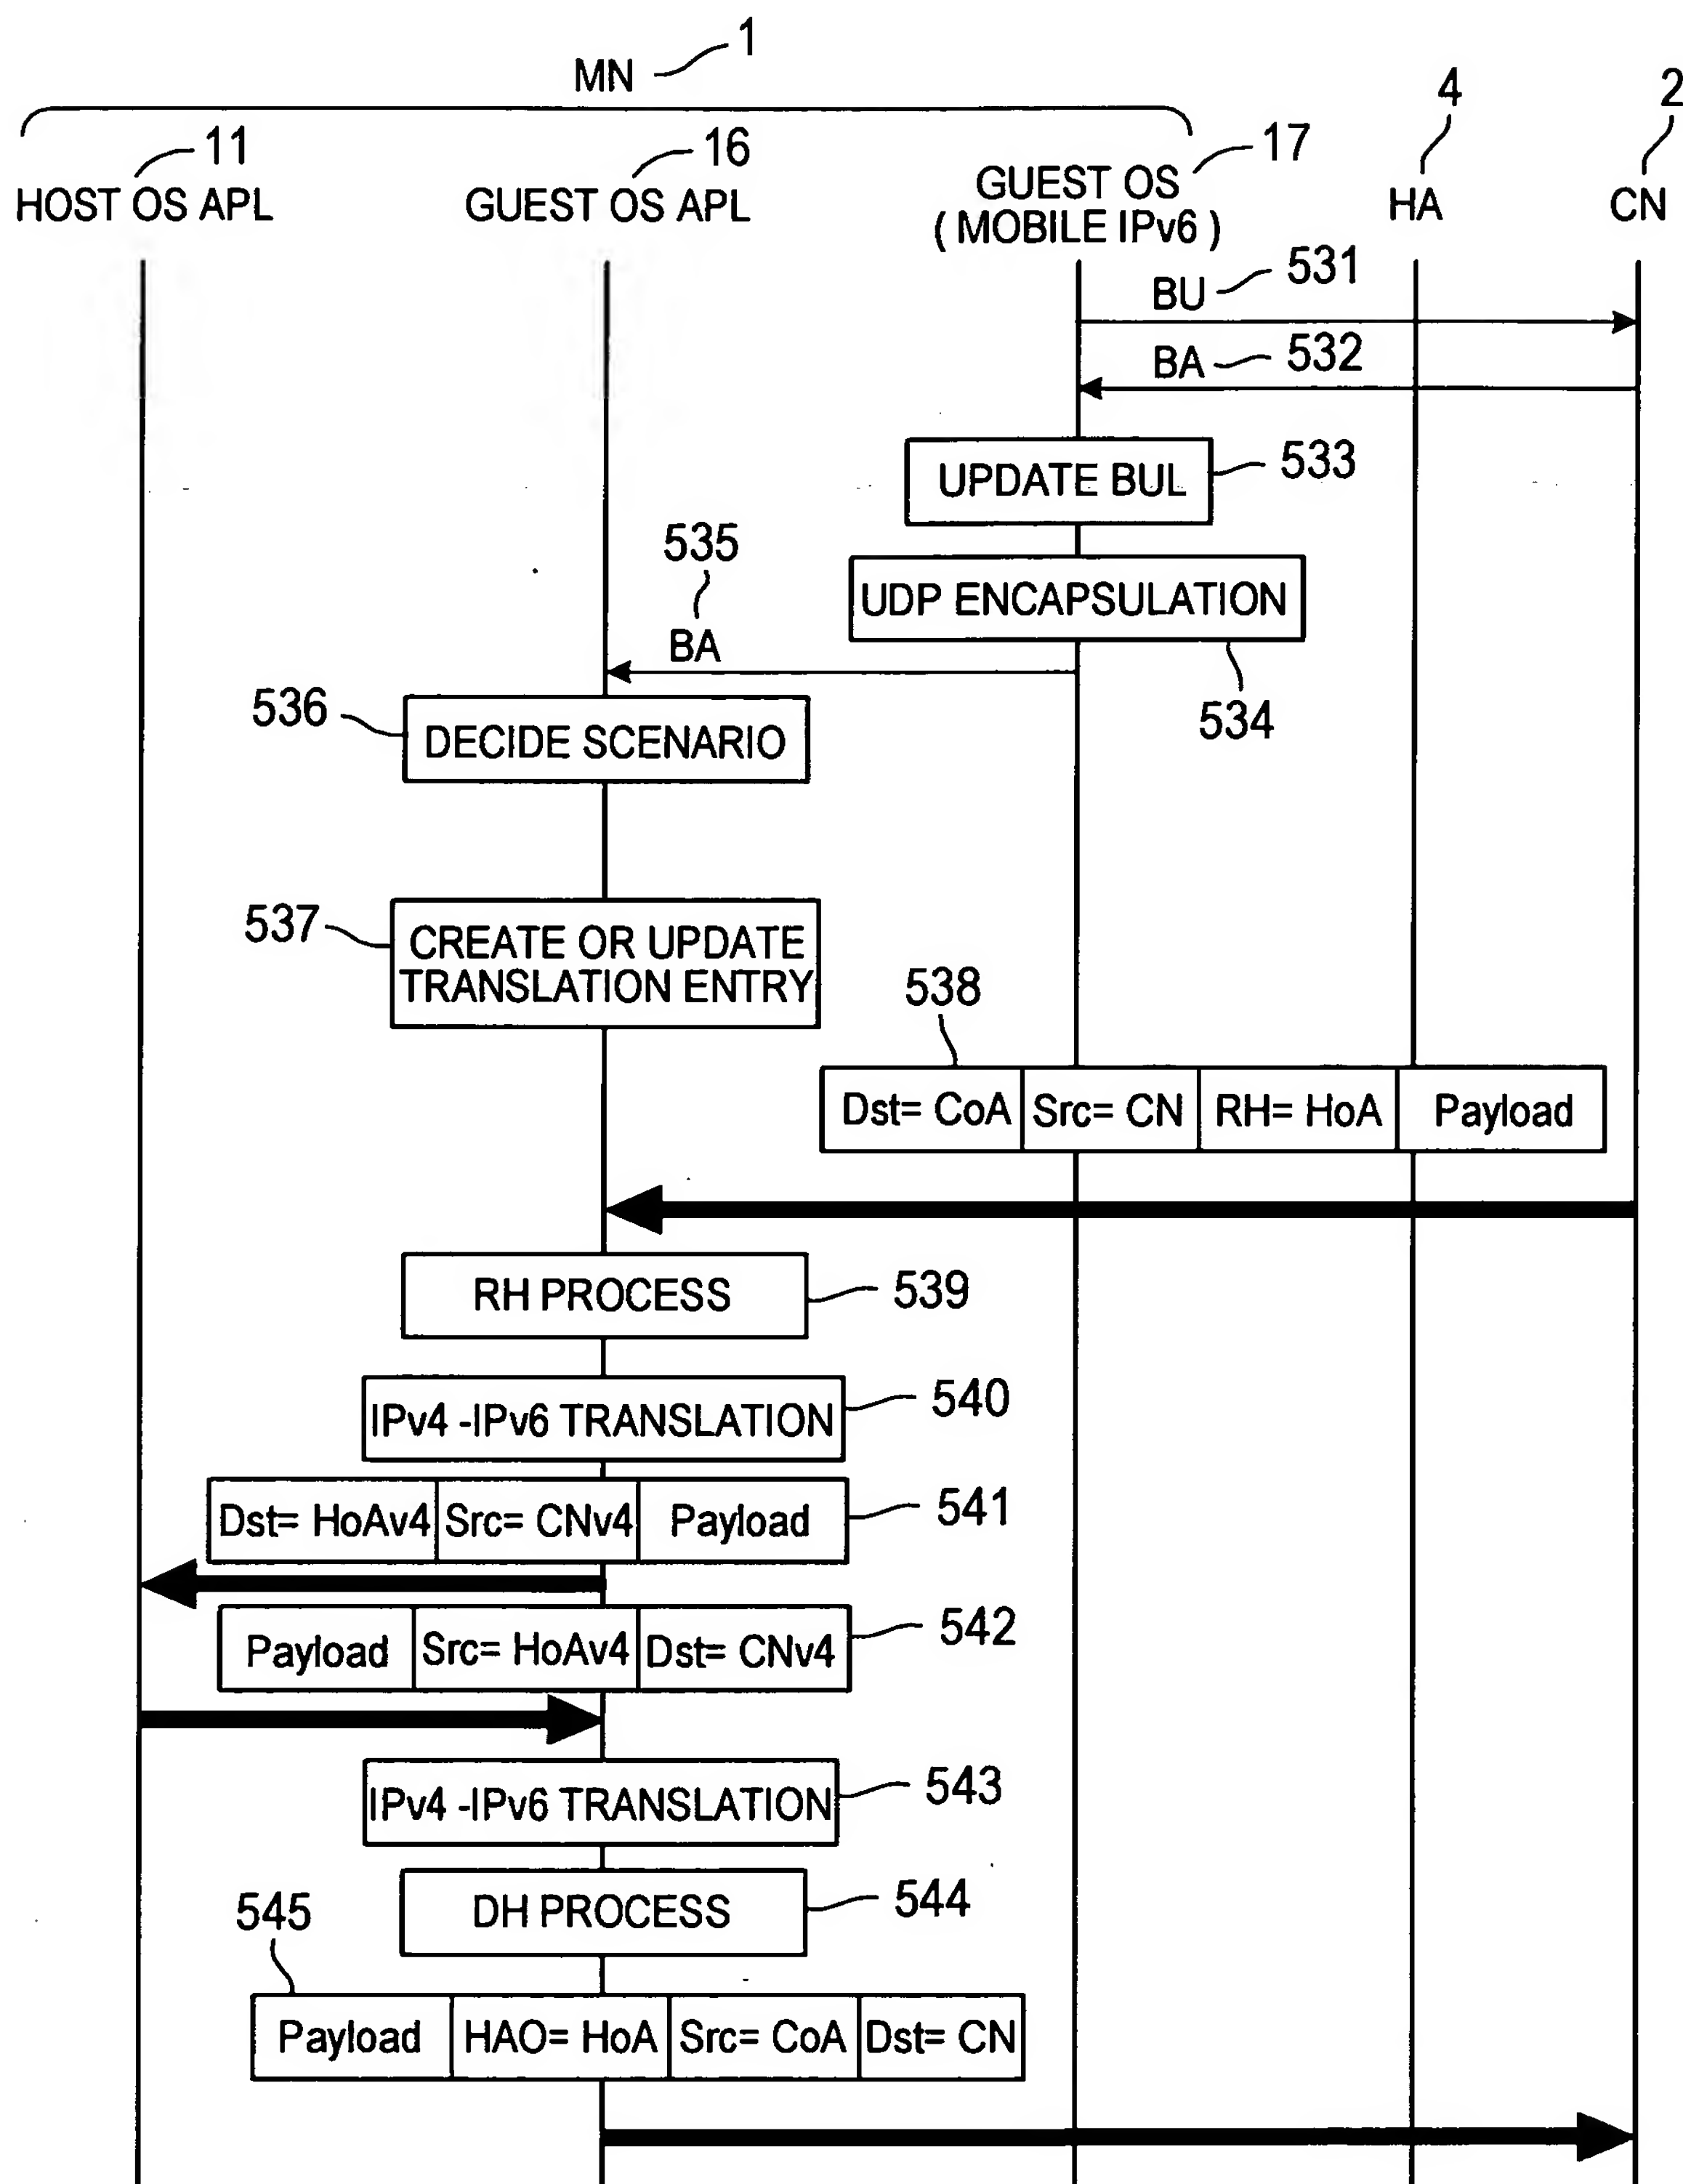 1
MN
4
2
11
16
17
HOST OS APL
GUEST OS APL
GUEST OS
( MOBILE IPv6 )
HA
CN
BU
531
BA
532
UPDATE BUL
533
535
UDP ENCAPSULATION
BA
534
536
DECIDE SCENARIO
537
CREATE OR UPDATE
TRANSLATION ENTRY
538
Dst= CoA Src= CN RH= HoA Payload
RH PROCESS
539
IPv4 -IPv6 TRANSLATION
540
Dst= HoAv4 Src= CNv4 Payload
541
Payload Src= HoAv4 Dst= CNv4
542
IPv4 -IPv6 TRANSLATION
543
DH PROCESS
544
545
Payload HAO= HoA Src= CoA Dst= CN